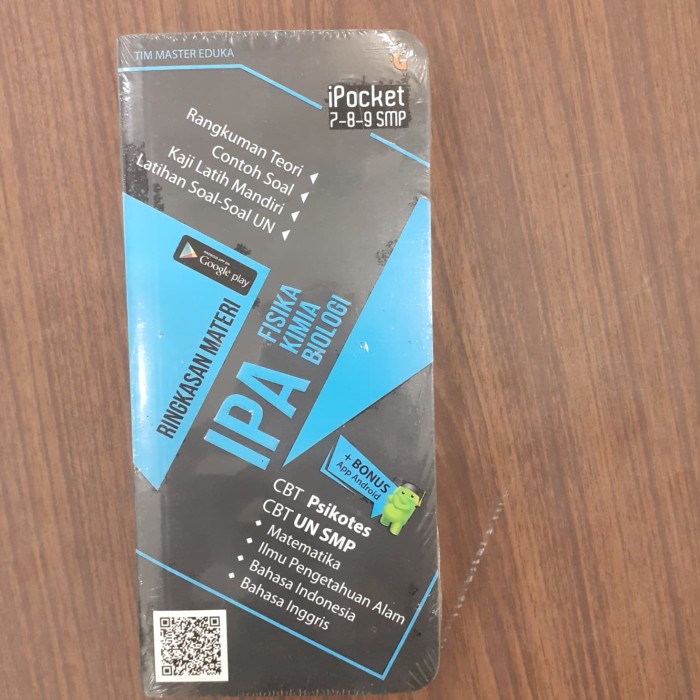 TIM MASTER EDUKA
G
iPocket
7-8-9 SMP
Rangkuman Teori
Contoh Soal
Kaji Latih Mandiri
Latihan Soal-Soal UN
Google play
RINGKASAN MATERI
IPA
FISIKA
KIMIA
BIOLOGI
+ BONUS
App Android
CBT Psikotes
CBT UN SMP
Matematika
Ilmu Pengetahuan Alam
Bahasa Indonesia
Bahasa Inggris